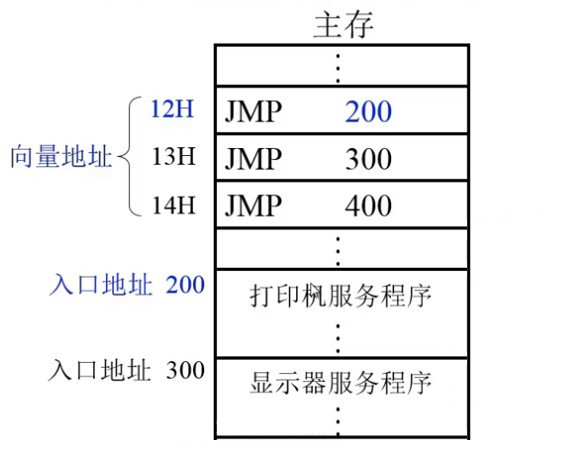 主存
⋮
12H JMP 200
向量地址 13H JMP 300
14H JMP 400
⋮
入口地址 200 打印机服务程序
⋮
入口地址 300 显示器服务程序
⋮